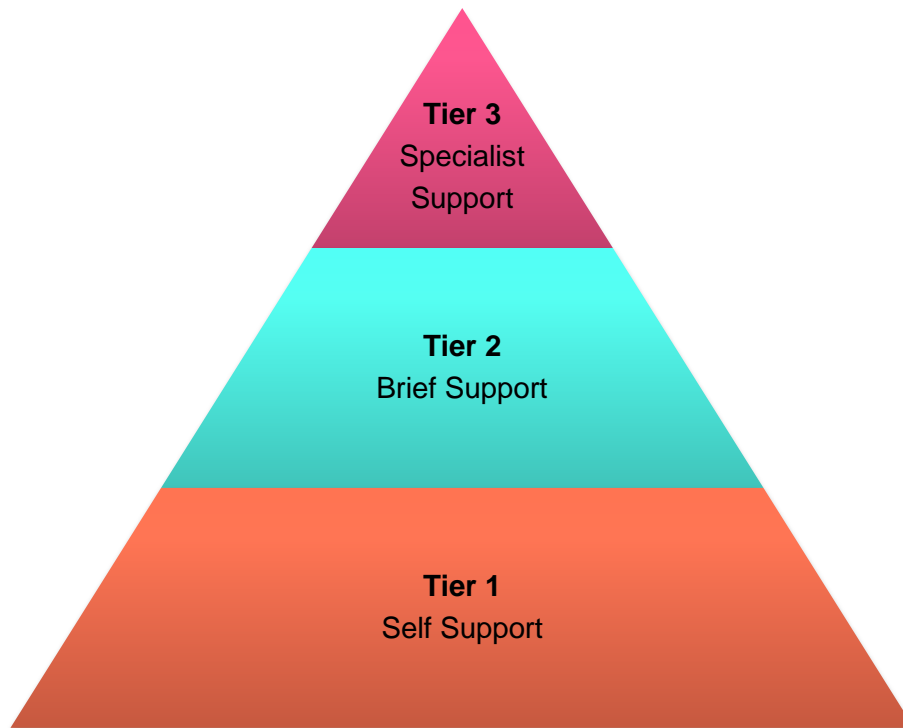 Tier 3
Specialist
Support
Tier 2
Brief Support
Tier 1
Self Support